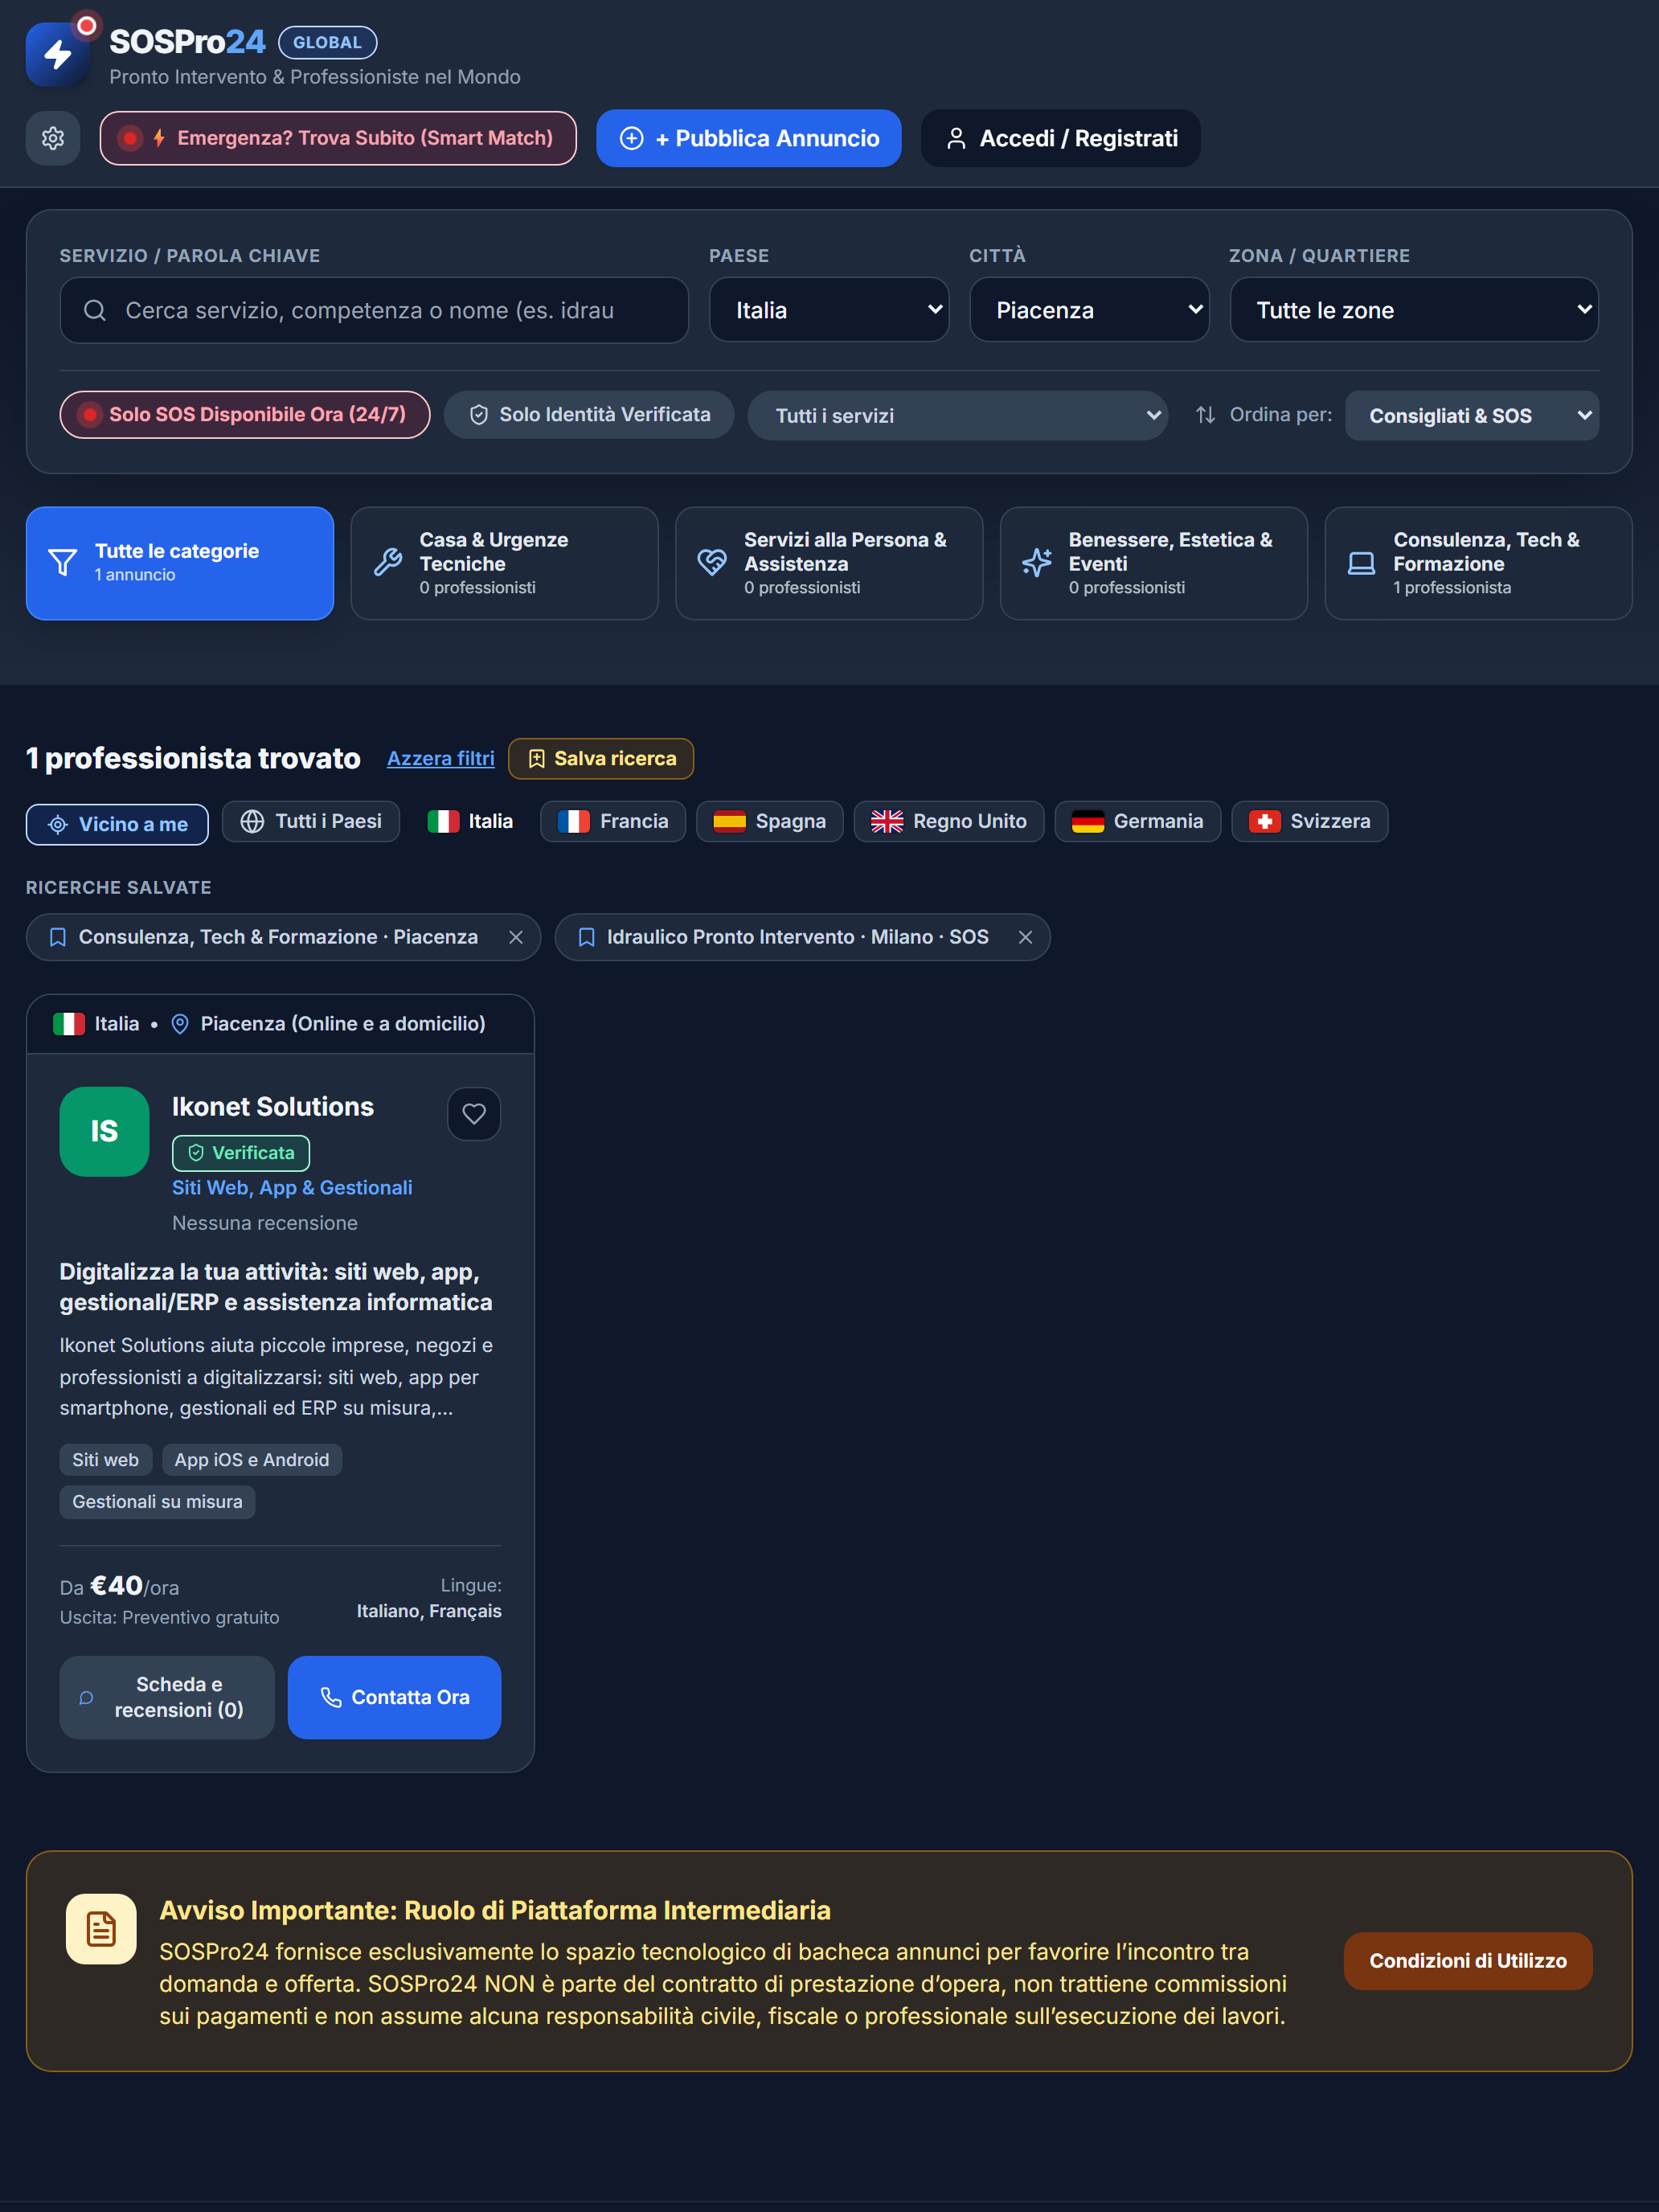 SOSPro24 GLOBAL
Pronto Intervento & Professioniste nel Mondo
Emergenza? Trova Subito (Smart Match)
+ Pubblica Annuncio
Accedi / Registrati
SERVIZIO / PAROLA CHIAVE
Cerca servizio, competenza o nome (es. idrau
PAESE
Italia
CITTÀ
Piacenza
ZONA / QUARTIERE
Tutte le zone
Solo SOS Disponibile Ora (24/7)
Solo Identità Verificata
Tutti i servizi
Ordina per:
Consigliati & SOS
Tutte le categorie
1 annuncio
Casa & Urgenze
Tecniche
0 professionisti
Servizi alla Persona &
Assistenza
0 professionisti
Benessere, Estetica &
Eventi
0 professionisti
Consulenza, Tech &
Formazione
1 professionista
1 professionista trovato
Azzera filtri
Salva ricerca
Vicino a me
Tutti i Paesi
Italia
Francia
Spagna
Regno Unito
Germania
Svizzera
RICERCHE SALVATE
Consulenza, Tech & Formazione · Piacenza
Idraulico Pronto Intervento · Milano · SOS
Italia • Piacenza (Online e a domicilio)
IS
Ikonet Solutions
Verificata
Siti Web, App & Gestionali
Nessuna recensione
Digitalizza la tua attività: siti web, app,
gestionali/ERP e assistenza informatica
Ikonet Solutions aiuta piccole imprese, negozi e
professionisti a digitalizzarsi: siti web, app per
smartphone, gestionali ed ERP su misura,...
Siti web
App iOS e Android
Gestionali su misura
Da €40/ora
Uscita: Preventivo gratuito
Lingue:
Italiano, Français
Scheda e
recensioni (0)
Contatta Ora
Avviso Importante: Ruolo di Piattaforma Intermediaria
SOSPro24 fornisce esclusivamente lo spazio tecnologico di bacheca annunci per favorire l’incontro tra
domanda e offerta. SOSPro24 NON è parte del contratto di prestazione d’opera, non trattiene commissioni
sui pagamenti e non assume alcuna responsabilità civile, fiscale o professionale sull’esecuzione dei lavori.
Condizioni di Utilizzo